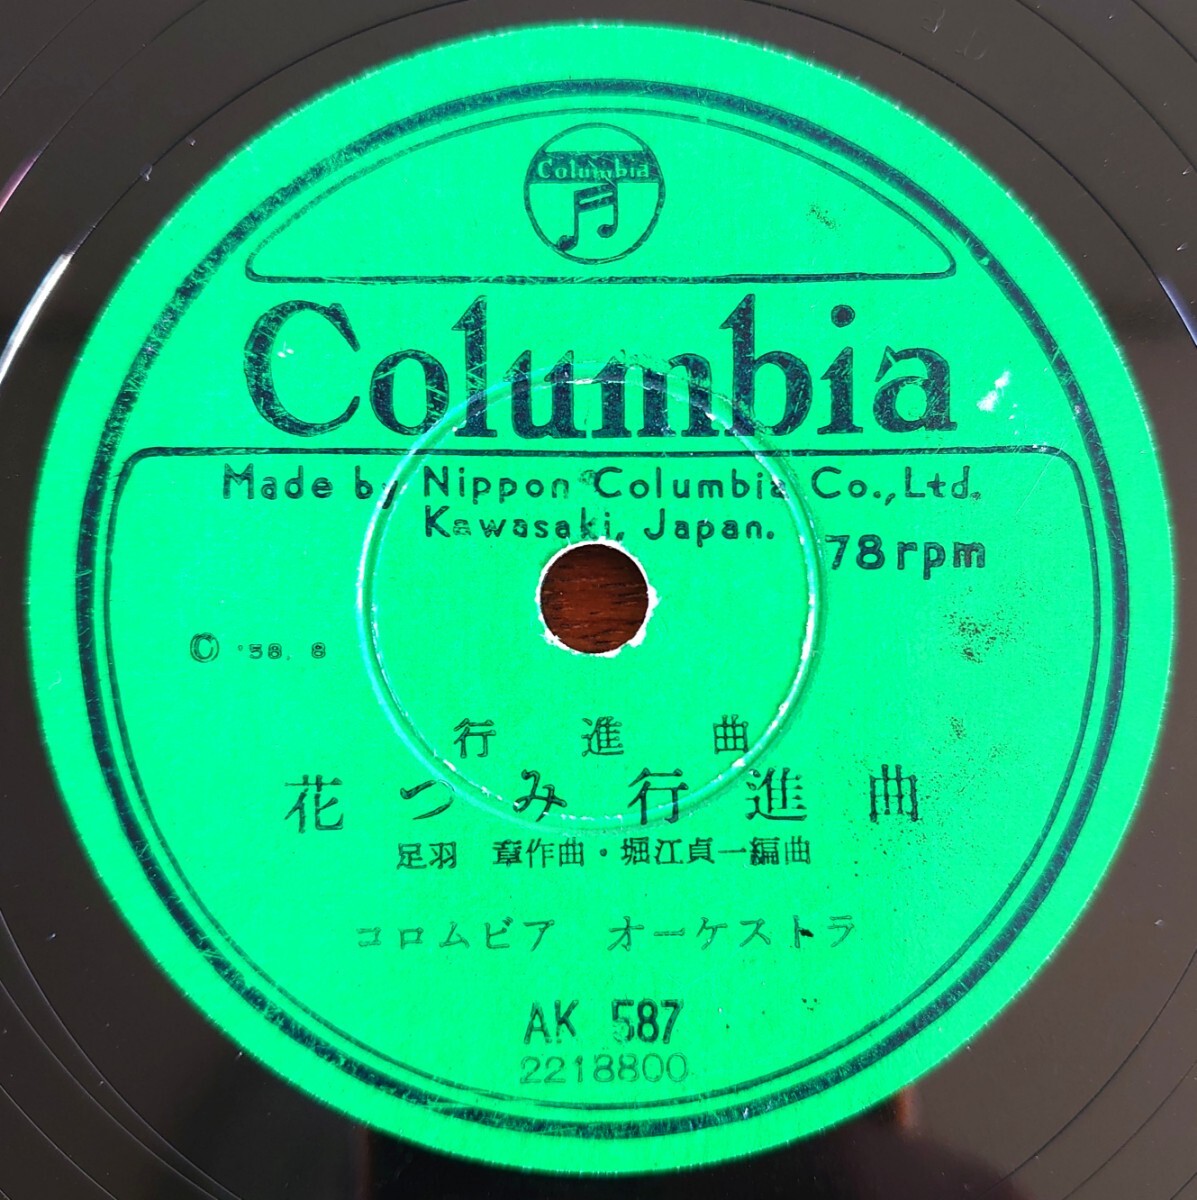 Columbia
Columbia
Made by Nippon Columbia Co., Ltd.
Kawasaki, Japan.
78 rpm
© '58. 8
行進曲
花つみ行進曲
足羽 章作曲・堀江貞一編曲
コロムビア オーケストラ
AK 587
2218800